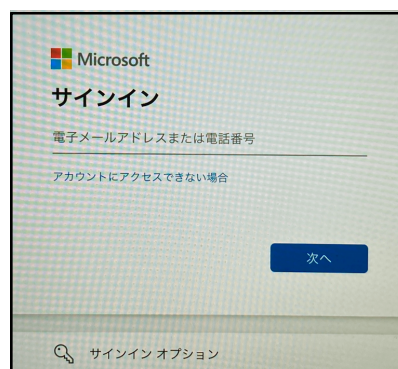 Microsoft
サインイン
電子メールアドレスまたは電話番号
アカウントにアクセスできない場合
次へ
サインイン オプション